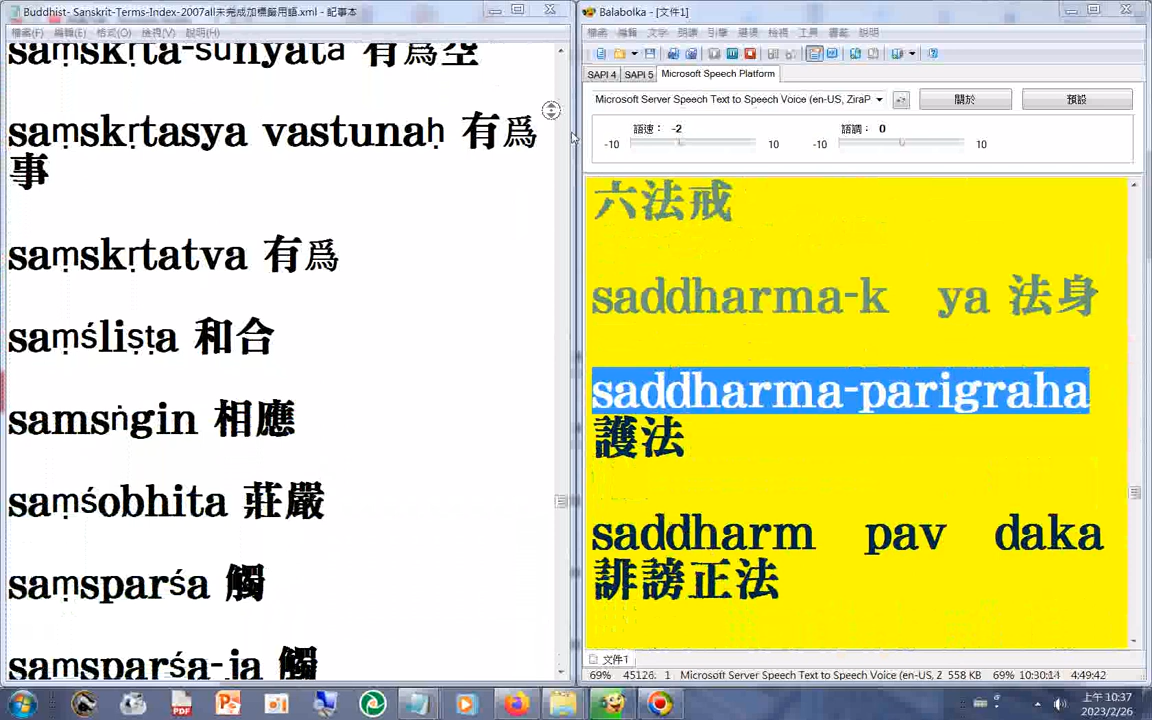 Buddhist- Sanskrit-Terms-Index-2007all未完成加標籤用語.xml - 記事本
檔案(F) 編輯(E) 格式(O) 檢視(V) 說明(H)
saṃskṛta-śūnyatā 有爲空
saṃskṛtasya vastunaḥ 有爲
事
saṃskṛtatva 有爲
saṃśliṣṭa 和合
samsṅgin 相應
saṃśobhita 莊嚴
saṃsparśa 觸
saṃsparśa-ja 觸
Balabolka - [文件1]
檔案 編輯 文字 朗讀 引擎 選項 檢視 工具 書籤 說明
SAPI 4 SAPI 5 Microsoft Speech Platform
Microsoft Server Speech Text to Speech Voice (en-US, ZiraP
關於
預設
語速： -2
語調： 0
-10 10 -10 10
六法戒
saddharma-k ya 法身
saddharma-parigraha
護法
saddharm pav daka
誹謗正法
文件1
69% 45126. 1 Microsoft Server Speech Text to Speech Voice (en-US, Z 558 KB 69% 10:30:14 4:49:42
上午 10:37
2023/2/26